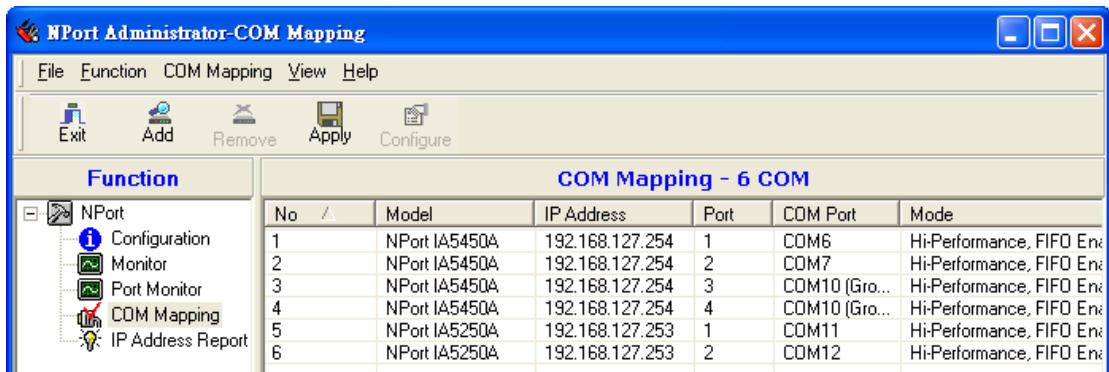 NPort Administrator-COM Mapping
File Function COM Mapping View Help
Exit Add Remove Apply Configure
Function
COM Mapping - 6 COM
NPort
Configuration
Monitor
Port Monitor
COM Mapping
IP Address Report
No Model IP Address Port COM Port Mode
1 NPort IA5450A 192.168.127.254 1 COM6 Hi-Performance, FIFO Ena
2 NPort IA5450A 192.168.127.254 2 COM7 Hi-Performance, FIFO Ena
3 NPort IA5450A 192.168.127.254 3 COM10 (Gro... Hi-Performance, FIFO Ena
4 NPort IA5450A 192.168.127.254 4 COM10 (Gro... Hi-Performance, FIFO Ena
5 NPort IA5250A 192.168.127.253 1 COM11 Hi-Performance, FIFO Ena
6 NPort IA5250A 192.168.127.253 2 COM12 Hi-Performance, FIFO Ena